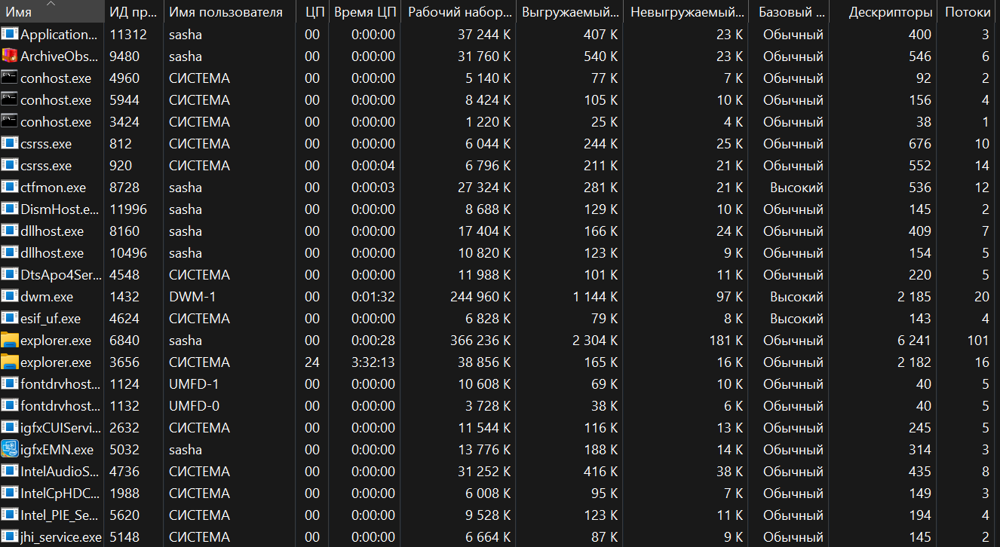 Имя ИД пр... Имя пользователя ЦП Время ЦП Рабочий набор... Выгружаемый... Невыгружаемый... Базовый ... Дескрипторы Потоки
Application... 11312 sasha 00 0:00:00 37 244 K 407 K 23 K Обычный 400 3
ArchiveObs... 9480 sasha 00 0:00:00 31 760 K 540 K 23 K Обычный 546 6
conhost.exe 4960 СИСТЕМА 00 0:00:00 5 140 K 77 K 7 K Обычный 92 2
conhost.exe 5944 СИСТЕМА 00 0:00:00 8 424 K 105 K 10 K Обычный 156 4
conhost.exe 3424 СИСТЕМА 00 0:00:00 1 220 K 25 K 4 K Обычный 38 1
csrss.exe 812 СИСТЕМА 00 0:00:00 6 044 K 244 K 25 K Обычный 676 10
csrss.exe 920 СИСТЕМА 00 0:00:04 6 796 K 211 K 21 K Обычный 552 14
ctfmon.exe 8728 sasha 00 0:00:03 27 324 K 281 K 21 K Высокий 536 12
DismHost.e... 11996 sasha 00 0:00:00 8 688 K 129 K 10 K Обычный 145 2
dllhost.exe 8160 sasha 00 0:00:00 17 404 K 166 K 24 K Обычный 409 7
dllhost.exe 10496 sasha 00 0:00:00 10 820 K 123 K 9 K Обычный 154 5
DtsApo4Ser... 4548 СИСТЕМА 00 0:00:00 11 988 K 101 K 11 K Обычный 220 5
dwm.exe 1432 DWM-1 00 0:01:32 244 960 K 1 144 K 97 K Высокий 2 185 20
esif_uf.exe 4624 СИСТЕМА 00 0:00:00 6 828 K 79 K 8 K Высокий 143 4
explorer.exe 6840 sasha 00 0:00:28 366 236 K 2 304 K 181 K Обычный 6 241 101
explorer.exe 3656 СИСТЕМА 24 3:32:13 38 856 K 165 K 16 K Обычный 2 182 16
fontdrvhost... 1124 UMFD-1 00 0:00:00 10 608 K 69 K 10 K Обычный 40 5
fontdrvhost... 1132 UMFD-0 00 0:00:00 3 728 K 38 K 6 K Обычный 40 5
igfxCUIServi... 2632 СИСТЕМА 00 0:00:00 11 544 K 116 K 13 K Обычный 245 5
igfxEMN.exe 5032 sasha 00 0:00:00 13 776 K 188 K 14 K Обычный 314 3
IntelAudioS... 4736 СИСТЕМА 00 0:00:00 31 252 K 416 K 38 K Обычный 435 8
IntelCpHDC... 1988 СИСТЕМА 00 0:00:00 6 008 K 95 K 7 K Обычный 149 3
Intel_PIE_Se... 5620 СИСТЕМА 00 0:00:00 9 528 K 123 K 11 K Обычный 194 4
jhi_service.exe 5148 СИСТЕМА 00 0:00:00 6 664 K 87 K 9 K Обычный 145 2